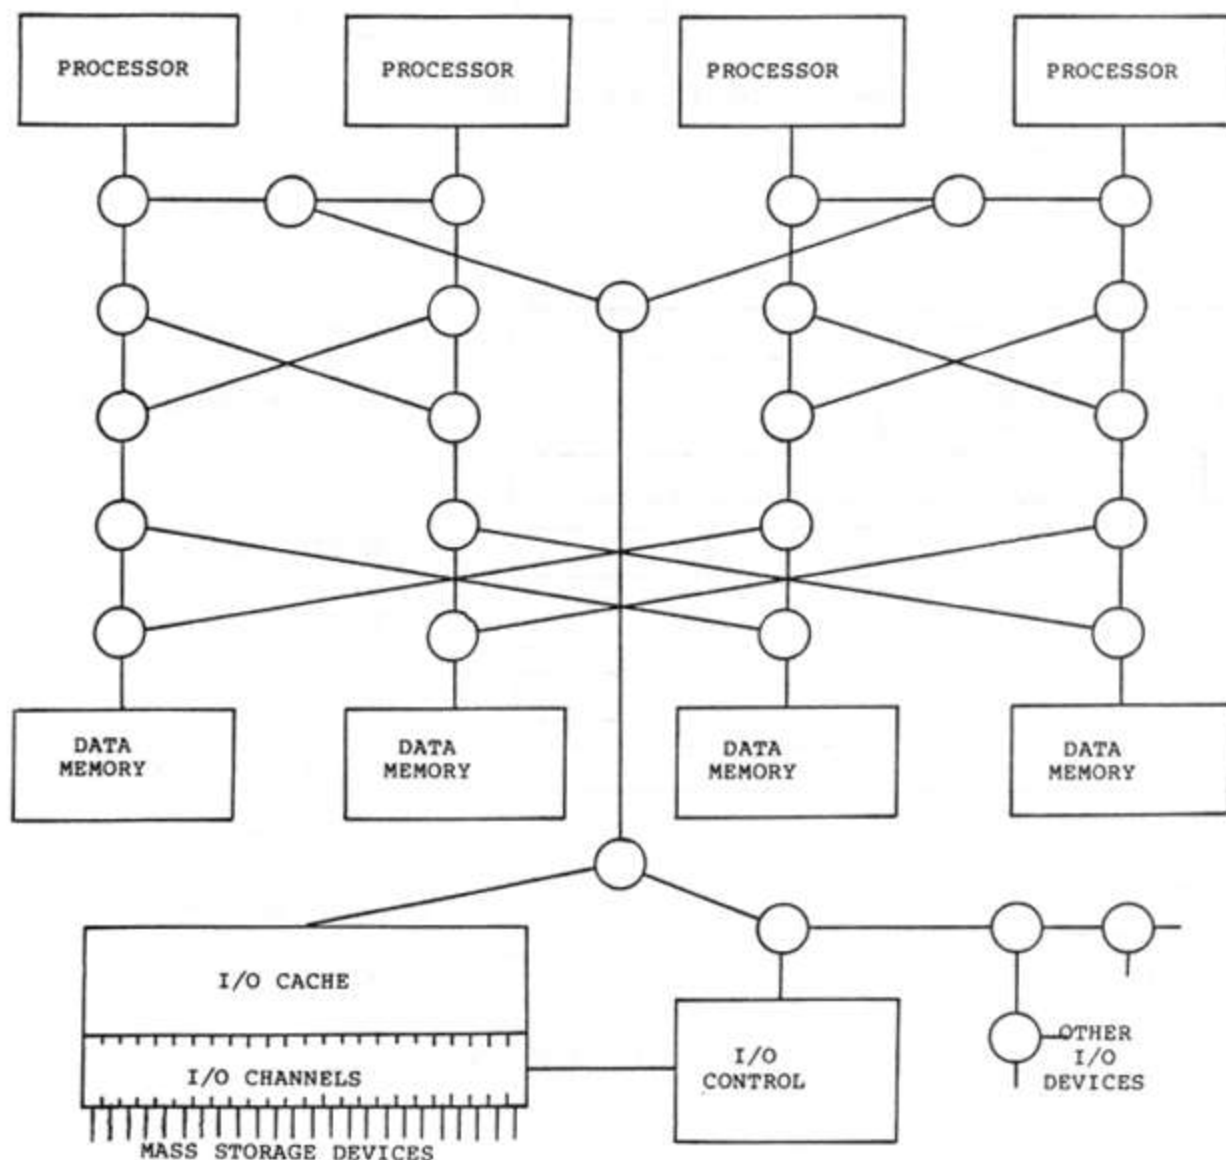 PROCESSOR
PROCESSOR
PROCESSOR
PROCESSOR
DATA
MEMORY
DATA
MEMORY
DATA
MEMORY
DATA
MEMORY
I/O CACHE
I/O CHANNELS
MASS STORAGE DEVICES
I/O
CONTROL
OTHER
I/O
DEVICES